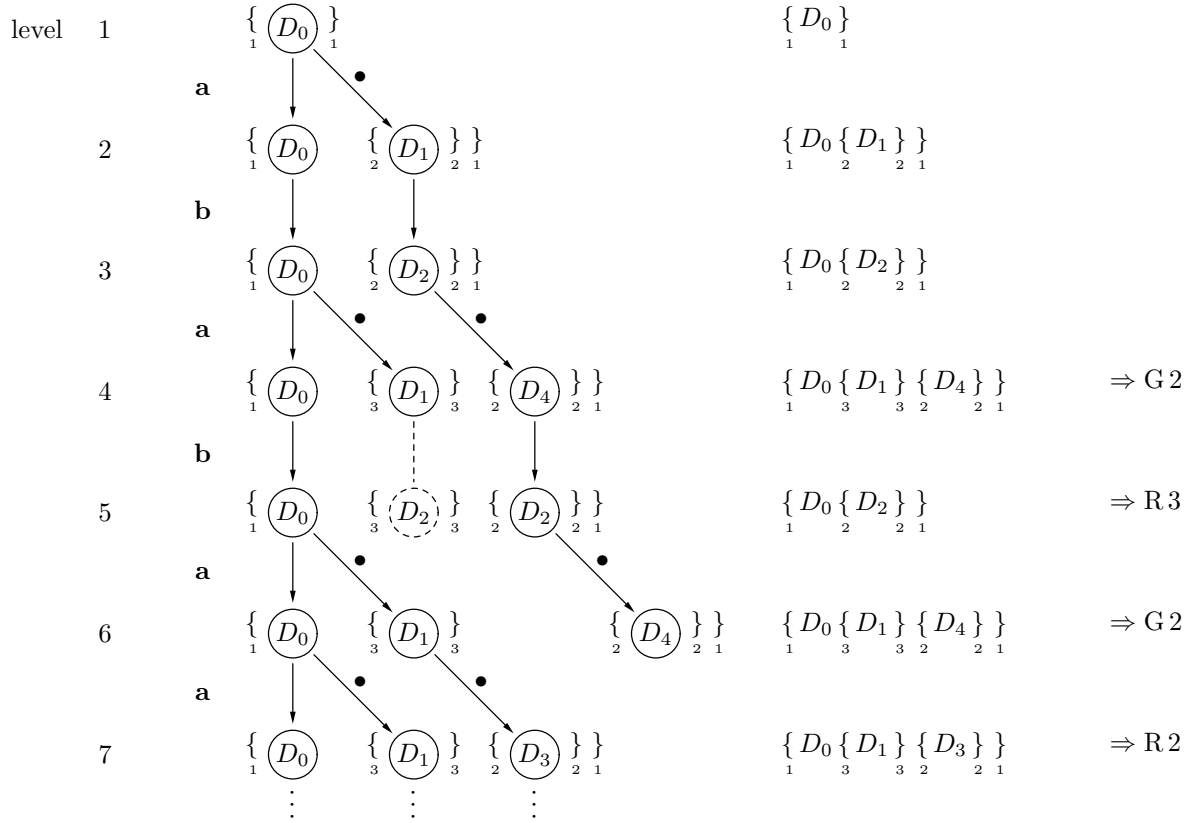 level 1 {₁ D₀ }₁ {₁ D₀ }₁
a
2 {₁ D₀ {₂ D₁ }₂ }₁ {₁ D₀ {₂ D₁ }₂ }₁
b
3 {₁ D₀ {₂ D₂ }₂ }₁ {₁ D₀ {₂ D₂ }₂ }₁
a
4 {₁ D₀ {₃ D₁ }₃ {₂ D₄ }₂ }₁ {₁ D₀ {₃ D₁ }₃ {₂ D₄ }₂ }₁ ⇒ G 2
b
5 {₁ D₀ {₃ D₂ }₃ {₂ D₂ }₂ }₁ {₁ D₀ {₂ D₂ }₂ }₁ ⇒ R 3
a
6 {₁ D₀ {₃ D₁ }₃ {₂ D₄ }₂ }₁ {₁ D₀ {₃ D₁ }₃ {₂ D₄ }₂ }₁ ⇒ G 2
a
7 {₁ D₀ {₃ D₁ }₃ {₂ D₃ }₂ }₁ {₁ D₀ {₃ D₁ }₃ {₂ D₃ }₂ }₁ ⇒ R 2
⋮ ⋮ ⋮